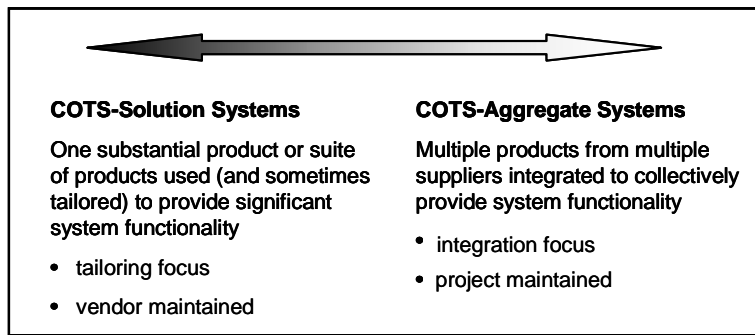 COTS-Solution Systems
One substantial product or suite
of products used (and sometimes
tailored) to provide significant
system functionality
• tailoring focus
• vendor maintained
COTS-Aggregate Systems
Multiple products from multiple
suppliers integrated to collectively
provide system functionality
• integration focus
• project maintained